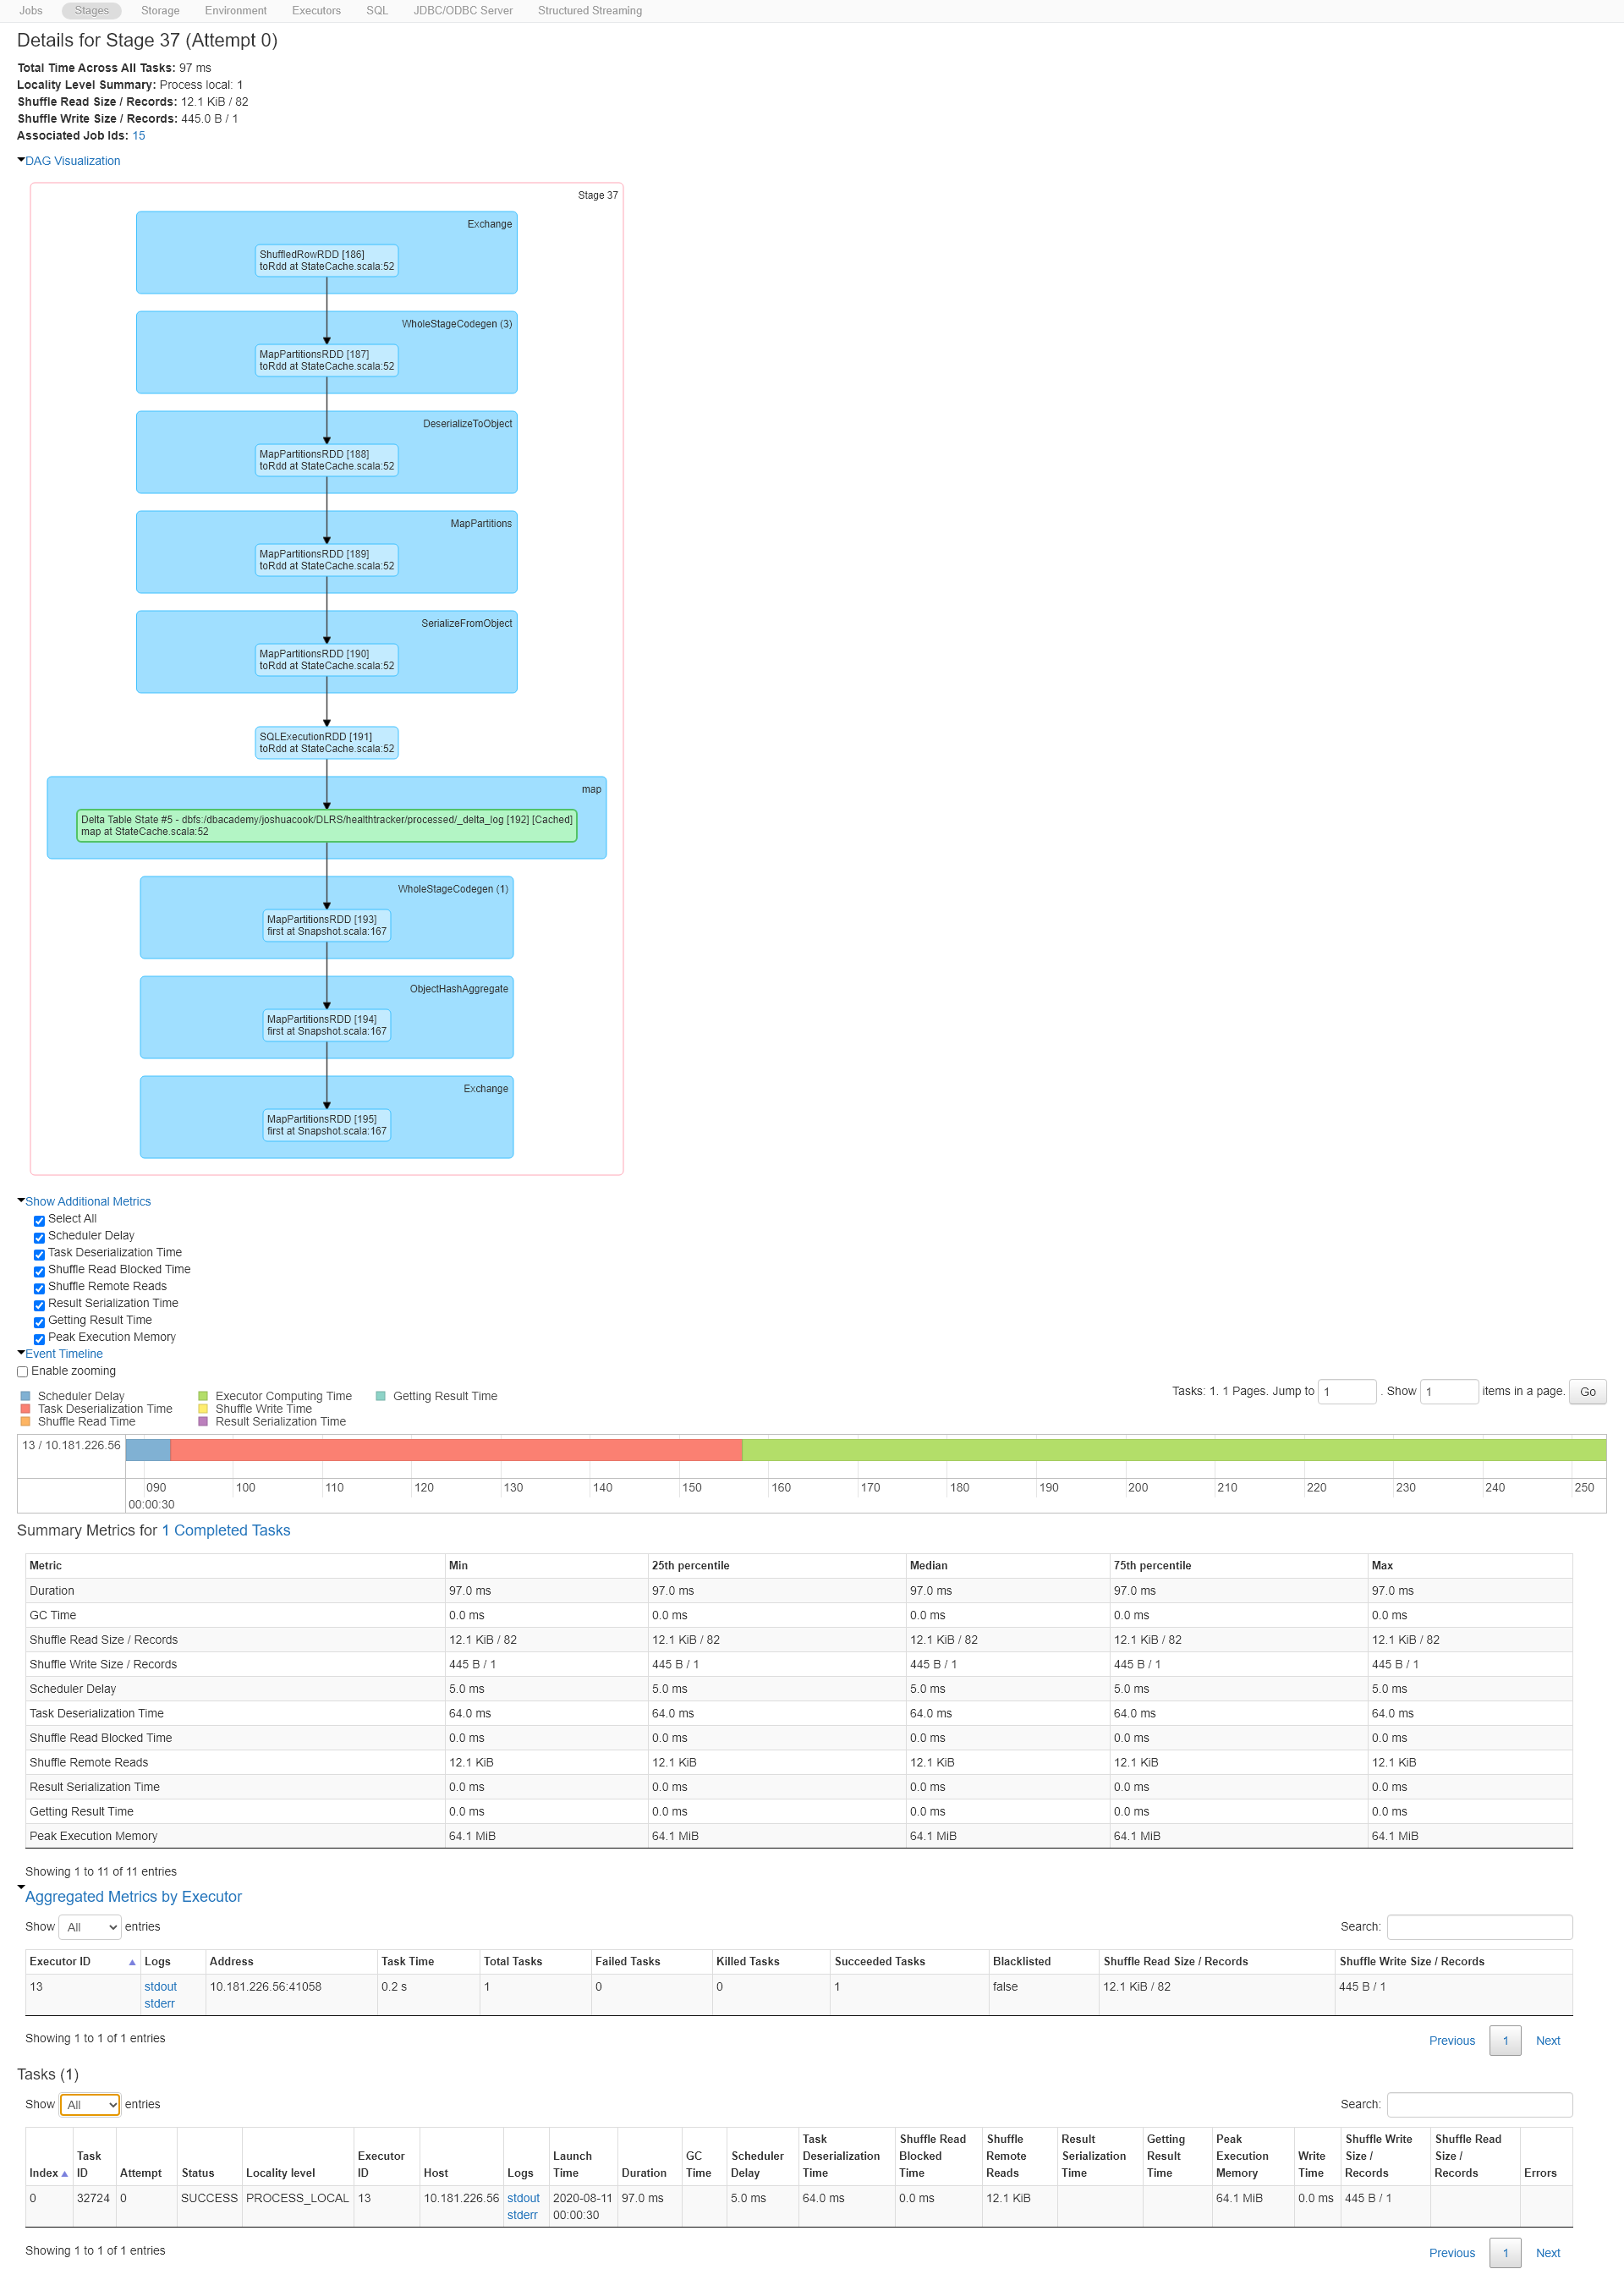 Jobs Stages Storage Environment Executors SQL JDBC/ODBC Server Structured Streaming
Details for Stage 37 (Attempt 0)
Total Time Across All Tasks: 97 ms
Locality Level Summary: Process local: 1
Shuffle Read Size / Records: 12.1 KiB / 82
Shuffle Write Size / Records: 445.0 B / 1
Associated Job Ids: 15
DAG Visualization
Stage 37
Exchange
ShuffledRowRDD [186]
toRdd at StateCache.scala:52
WholeStageCodegen (3)
MapPartitionsRDD [187]
toRdd at StateCache.scala:52
DeserializeToObject
MapPartitionsRDD [188]
toRdd at StateCache.scala:52
MapPartitions
MapPartitionsRDD [189]
toRdd at StateCache.scala:52
SerializeFromObject
MapPartitionsRDD [190]
toRdd at StateCache.scala:52
SQLExecutionRDD [191]
toRdd at StateCache.scala:52
map
Delta Table State #5 - dbfs:/dbacademy/joshuacook/DLRS/healthtracker/processed/_delta_log [192] [Cached]
map at StateCache.scala:52
WholeStageCodegen (1)
MapPartitionsRDD [193]
first at Snapshot.scala:167
ObjectHashAggregate
MapPartitionsRDD [194]
first at Snapshot.scala:167
Exchange
MapPartitionsRDD [195]
first at Snapshot.scala:167
Show Additional Metrics
Select All
Scheduler Delay
Task Deserialization Time
Shuffle Read Blocked Time
Shuffle Remote Reads
Result Serialization Time
Getting Result Time
Peak Execution Memory
Event Timeline
Enable zooming
Scheduler Delay Executor Computing Time Getting Result Time
Task Deserialization Time Shuffle Write Time
Shuffle Read Time Result Serialization Time
Tasks: 1. 1 Pages. Jump to 1 . Show 1 items in a page. Go
13 / 10.181.226.56
090 100 110 120 130 140 150 160 170 180 190 200 210 220 230 240 250
00:00:30
Summary Metrics for 1 Completed Tasks
Metric Min 25th percentile Median 75th percentile Max
Duration 97.0 ms 97.0 ms 97.0 ms 97.0 ms 97.0 ms
GC Time 0.0 ms 0.0 ms 0.0 ms 0.0 ms 0.0 ms
Shuffle Read Size / Records 12.1 KiB / 82 12.1 KiB / 82 12.1 KiB / 82 12.1 KiB / 82 12.1 KiB / 82
Shuffle Write Size / Records 445 B / 1 445 B / 1 445 B / 1 445 B / 1 445 B / 1
Scheduler Delay 5.0 ms 5.0 ms 5.0 ms 5.0 ms 5.0 ms
Task Deserialization Time 64.0 ms 64.0 ms 64.0 ms 64.0 ms 64.0 ms
Shuffle Read Blocked Time 0.0 ms 0.0 ms 0.0 ms 0.0 ms 0.0 ms
Shuffle Remote Reads 12.1 KiB 12.1 KiB 12.1 KiB 12.1 KiB 12.1 KiB
Result Serialization Time 0.0 ms 0.0 ms 0.0 ms 0.0 ms 0.0 ms
Getting Result Time 0.0 ms 0.0 ms 0.0 ms 0.0 ms 0.0 ms
Peak Execution Memory 64.1 MiB 64.1 MiB 64.1 MiB 64.1 MiB 64.1 MiB
Showing 1 to 11 of 11 entries
Aggregated Metrics by Executor
Show All entries Search:
Executor ID Logs Address Task Time Total Tasks Failed Tasks Killed Tasks Succeeded Tasks Blacklisted Shuffle Read Size / Records Shuffle Write Size / Records
13 stdout 10.181.226.56:41058 0.2 s 1 0 0 1 false 12.1 KiB / 82 445 B / 1
stderr
Showing 1 to 1 of 1 entries Previous 1 Next
Tasks (1)
Show All entries Search:
Task Shuffle Read Shuffle Result Getting Peak Shuffle Write Shuffle Read
Task Executor Launch GC Scheduler Deserialization Blocked Remote Serialization Result Execution Write Size / Size /
Index ID Attempt Status Locality level ID Host Logs Time Duration Time Delay Time Time Reads Time Time Memory Time Records Records Errors
0 32724 0 SUCCESS PROCESS_LOCAL 13 10.181.226.56 stdout 2020-08-11 97.0 ms 5.0 ms 64.0 ms 0.0 ms 12.1 KiB 64.1 MiB 0.0 ms 445 B / 1
stderr 00:00:30
Showing 1 to 1 of 1 entries Previous 1 Next